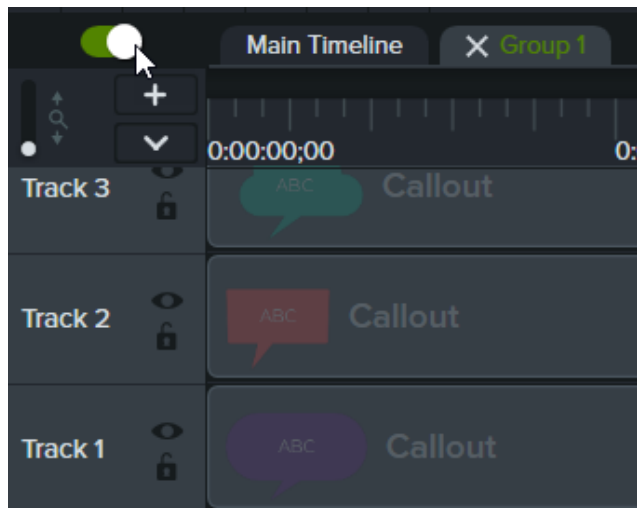 Main Timeline
Group 1
0:00:00;00
0:
Track 3
ABC
Callout
Track 2
ABC
Callout
Track 1
ABC
Callout